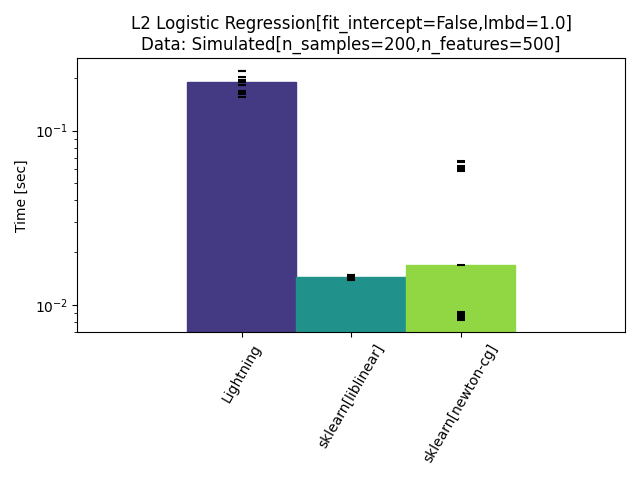 L2 Logistic Regression[fit_intercept=False,lmbd=1.0]
Data: Simulated[n_samples=200,n_features=500]
Time [sec]
10⁻¹
10⁻²
Lightning
sklearn[liblinear]
sklearn[newton-cg]